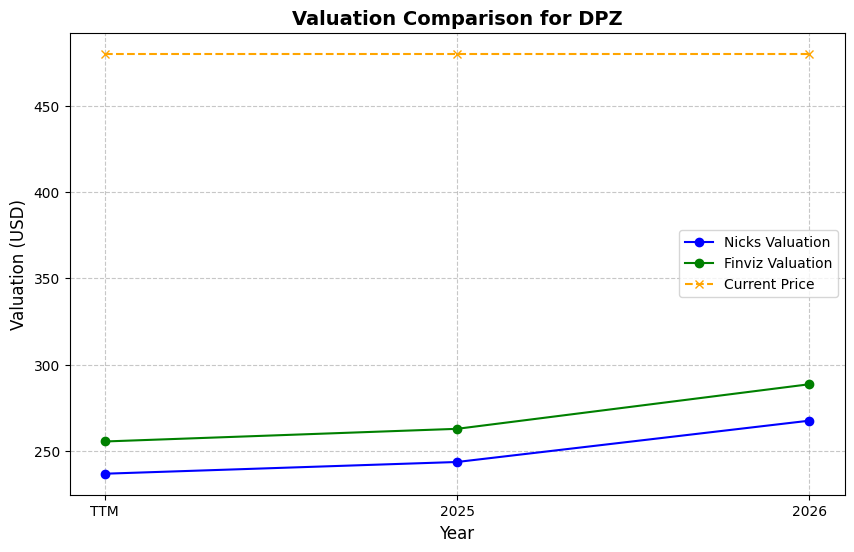 Valuation Comparison for DPZ
Valuation (USD)
450
400
350
300
250
Nicks Valuation
Finviz Valuation
Current Price
TTM
2025
2026
Year